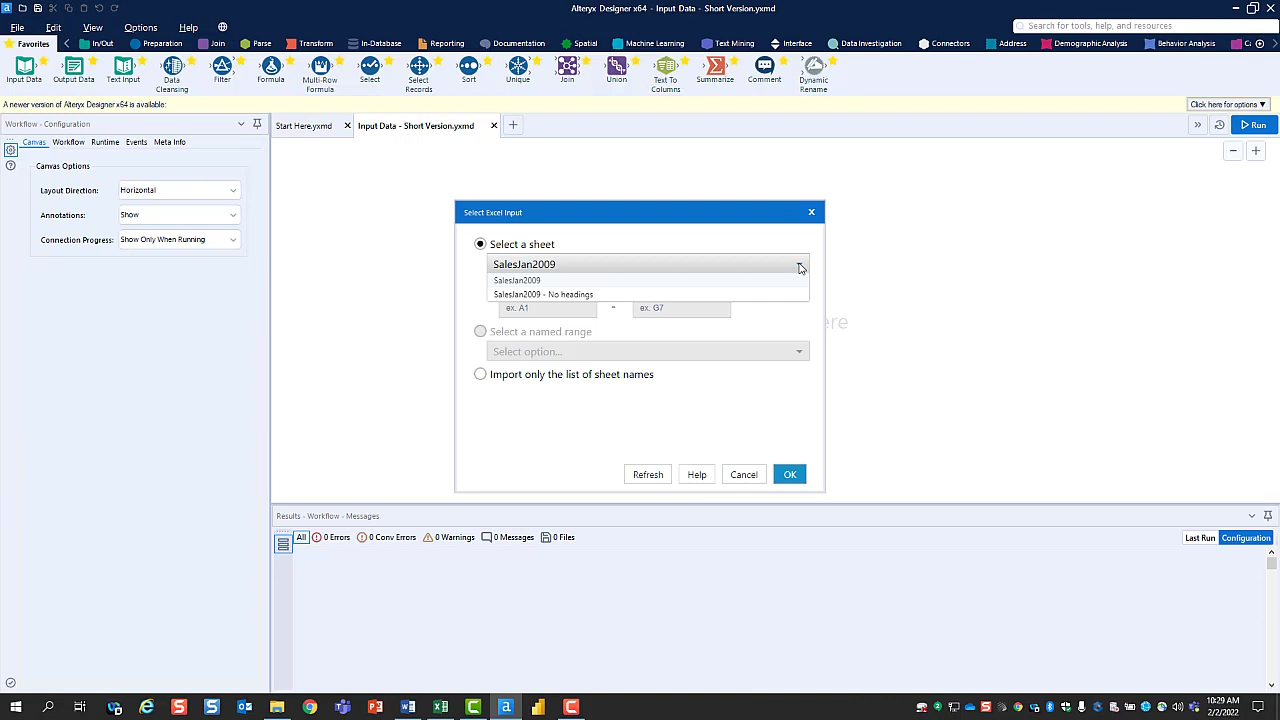 Alteryx Designer x64 - Input Data - Short Version.yxmd
File Edit View Options Help
Search for tools, help, and resources
Favorites In/Out Preparation Join Parse Transform In-Database Reporting Documentation Spatial Machine Learning Text Mining Interface Data Investigation Connectors Address Demographic Analysis Behavior Analysis Ca
Input Data Output Data Text Input Data Cleansing Filter Formula Multi-Row Formula Select Select Records Sort Unique Join Union Text To Columns Summarize Comment Dynamic Rename
A newer version of Alteryx Designer x64 is available:
Click here for options ▼
Workflow - Configuration
Start Here.yxmd
Input Data - Short Version.yxmd
Run
Canvas Workflow Runtime Events Meta Info
Canvas Options
Layout Direction: Horizontal
Annotations: Show
Connection Progress: Show Only When Running
Select Excel Input
Select a sheet
SalesJan2009
SalesJan2009
SalesJan2009 - No headings
ex. A1 - ex. G7
Select a named range
ere
Select option...
Import only the list of sheet names
Refresh Help Cancel OK
Results - Workflow - Messages
All 0 Errors 0 Conv Errors 0 Warnings 0 Messages 0 Files
Last Run Configuration
10:29 AM
2/2/2022